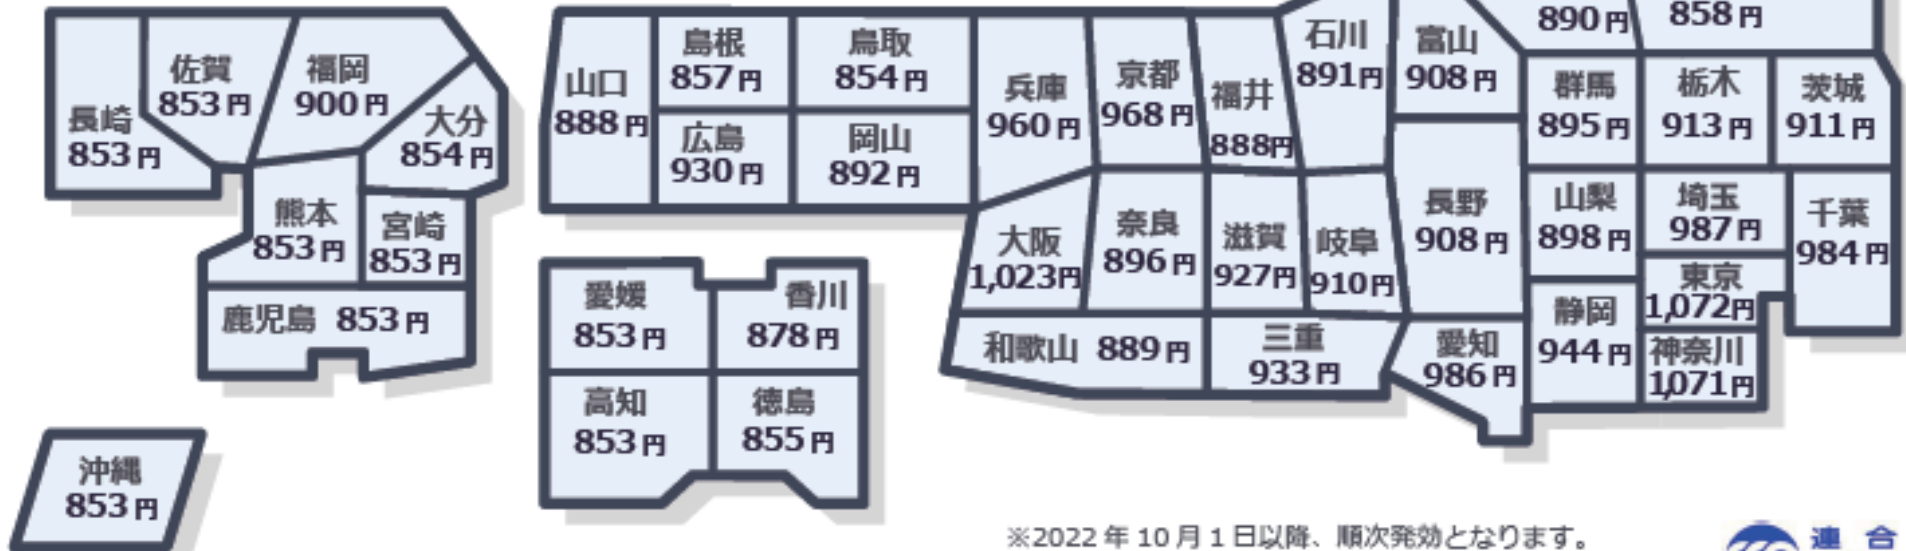 890円
858円
石川
891円
富山
908円
佐賀
853円
福岡
900円
長崎
853円
大分
854円
熊本
853円
宮崎
853円
鹿児島 853円
沖縄
853円
山口
888円
島根
857円
鳥取
854円
広島
930円
岡山
892円
兵庫
960円
京都
968円
福井
888円
群馬
895円
栃木
913円
茨城
911円
長野
908円
山梨
898円
埼玉
987円
千葉
984円
大阪
1,023円
奈良
896円
滋賀
927円
岐阜
910円
東京
1,072円
静岡
944円
神奈川
1,071円
和歌山 889円
三重
933円
愛知
986円
愛媛
853円
香川
878円
高知
853円
徳島
855円
※2022年10月1日以降、順次発効となります。
連合